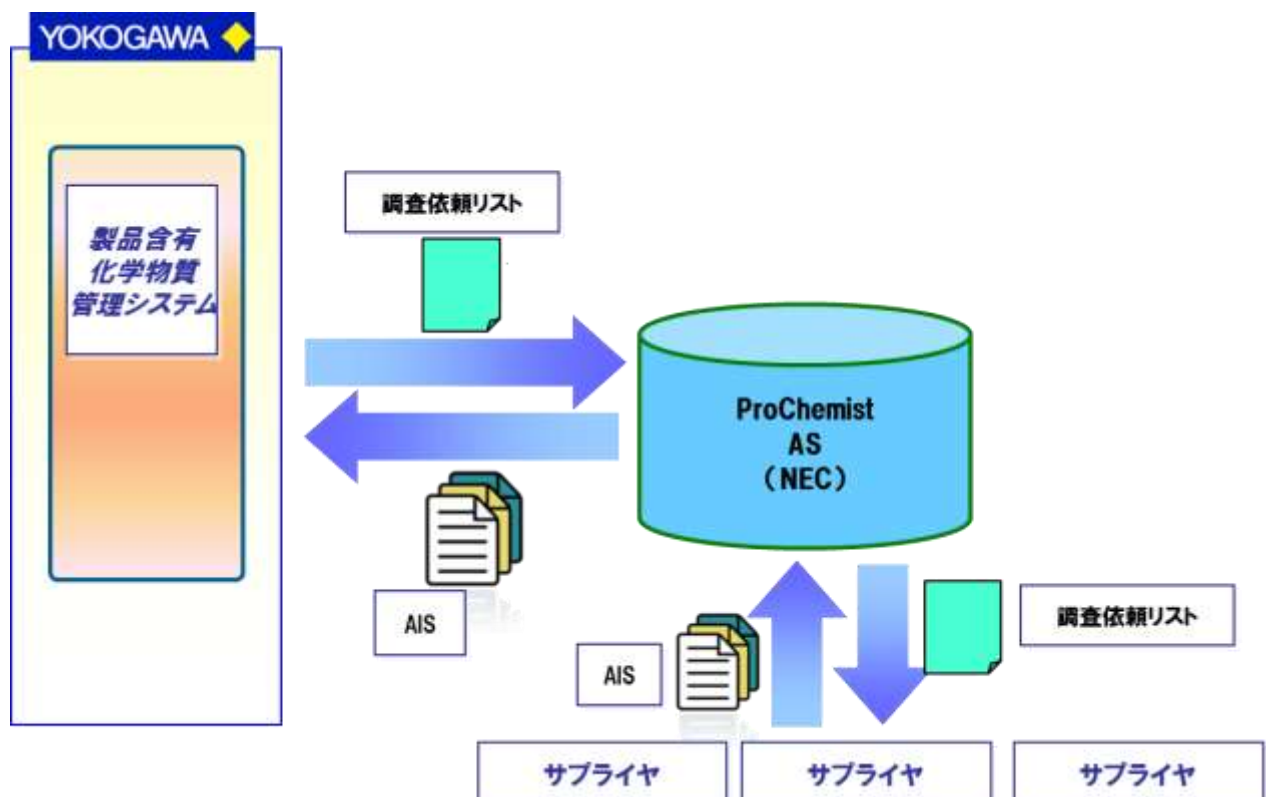 YOKOGAWA
製品含有
化学物質
管理システム
調査依頼リスト
ProChemist
AS
(NEC)
AIS
AIS
調査依頼リスト
サプライヤ
サプライヤ
サプライヤ